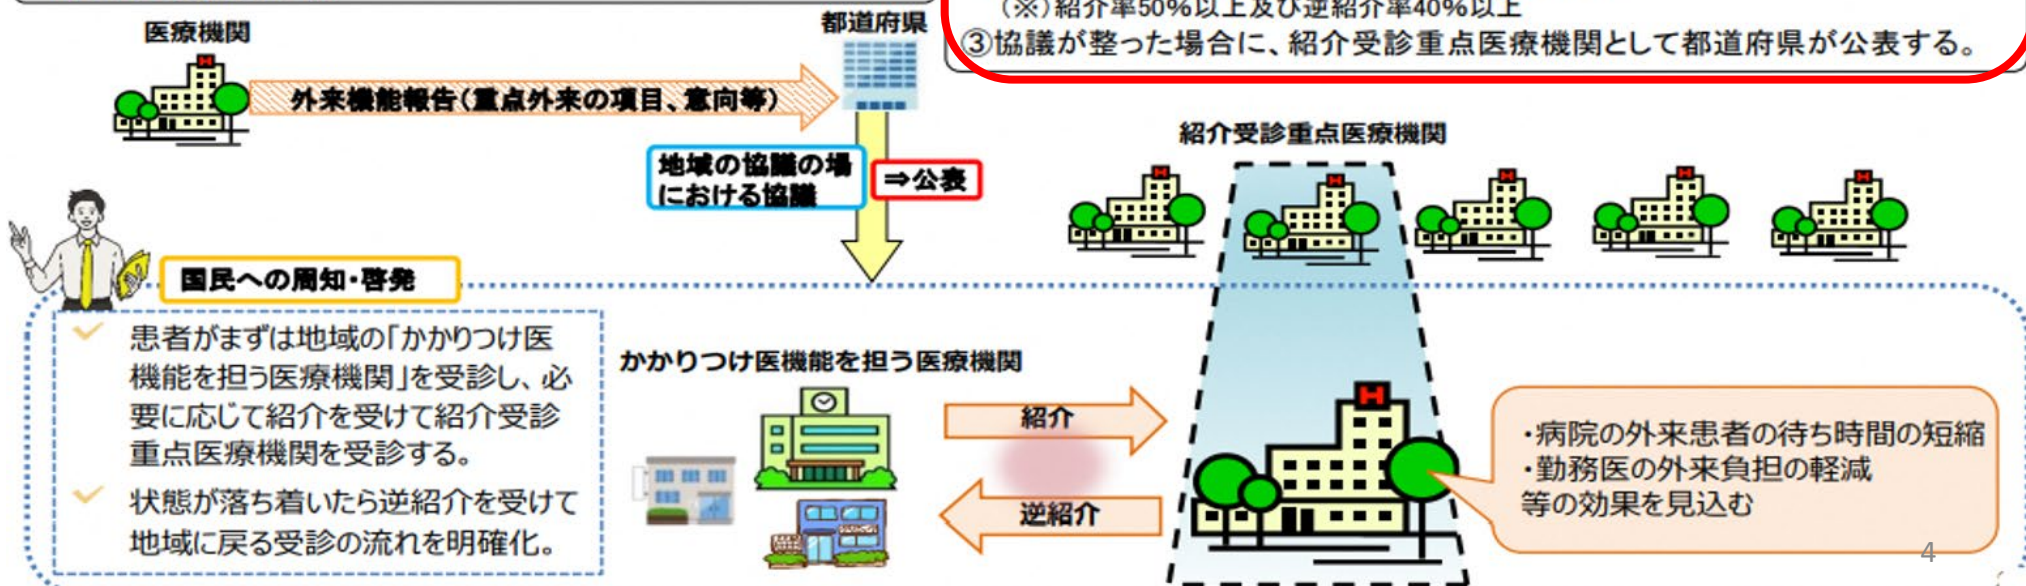 (※)紹介率50%以上及び逆紹介率40%以上
③協議が整った場合に、紹介受診重点医療機関として都道府県が公表する。
医療機関
都道府県
外来機能報告(重点外来の項目、意向等)
地域の協議の場
における協議
⇒公表
紹介受診重点医療機関
国民への周知・啓発
患者がまずは地域の「かかりつけ医
機能を担う医療機関」を受診し、必
要に応じて紹介を受けて紹介受診
重点医療機関を受診する。
状態が落ち着いたら逆紹介を受けて
地域に戻る受診の流れを明確化。
かかりつけ医機能を担う医療機関
紹介
逆紹介
・病院の外来患者の待ち時間の短縮
・勤務医の外来負担の軽減
等の効果を見込む
4